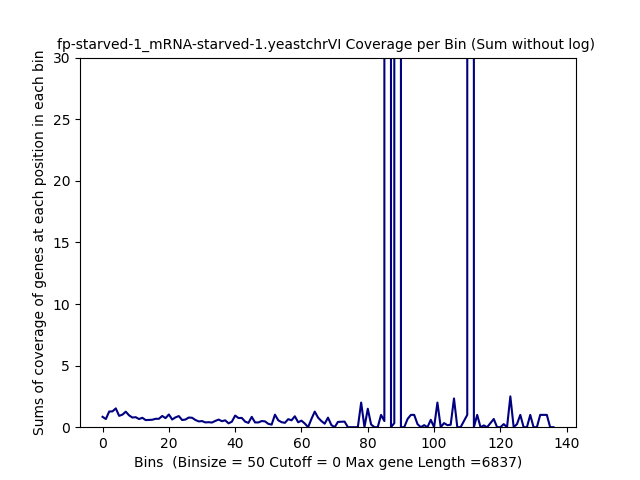 fp-starved-1_mRNA-starved-1.yeastchrVI Coverage per Bin (Sum without log)
Sums of coverage of genes at each position in each bin
30
25
20
15
10
5
0
0 20 40 60 80 100 120 140
Bins  (Binsize = 50 Cutoff = 0 Max gene Length =6837)